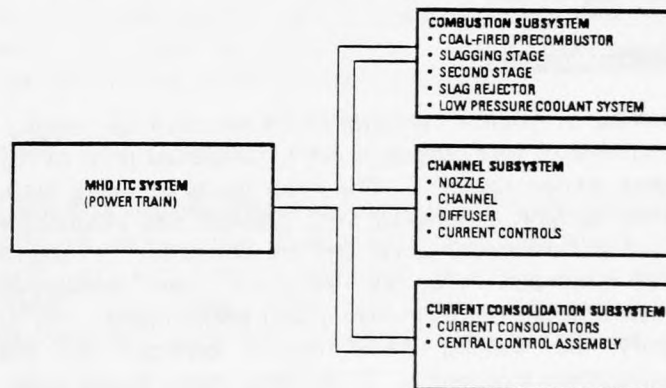 COMBUSTION SUBSYSTEM
• COAL-FIRED PRECOMBUSTOR
• SLAGGING STAGE
• SECOND STAGE
• SLAG REJECTOR
• LOW PRESSURE COOLANT SYSTEM
MHD ITC SYSTEM
(POWER TRAIN)
CHANNEL SUBSYSTEM
• NOZZLE
• CHANNEL
• DIFFUSER
• CURRENT CONTROLS
CURRENT CONSOLIDATION SUBSYSTEM
• CURRENT CONSOLIDATORS
• CENTRAL CONTROL ASSEMBLY